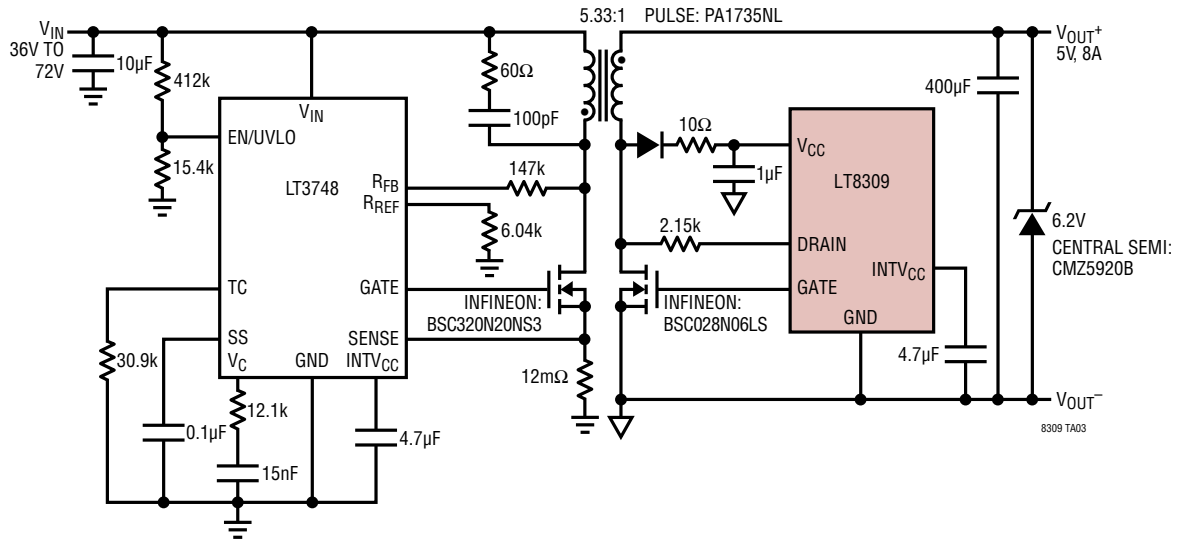 5.33:1 PULSE: PA1735NL
VIN
36V TO
72V
10µF
412k
15.4k
EN/UVLO
VIN
60Ω
100pF
LT3748
RFB
147k
RREF
6.04k
TC
GATE
INFINEON:
BSC320N20NS3
SS
SENSE
VC
GND
INTVCC
30.9k
12mΩ
12.1k
0.1µF
4.7µF
15nF
10Ω
1µF
VCC
LT8309
2.15k
DRAIN
INTVCC
GATE
INFINEON:
BSC028N06LS
GND
4.7µF
400µF
VOUT+
5V, 8A
6.2V
CENTRAL SEMI:
CMZ5920B
VOUT–
8309 TA03